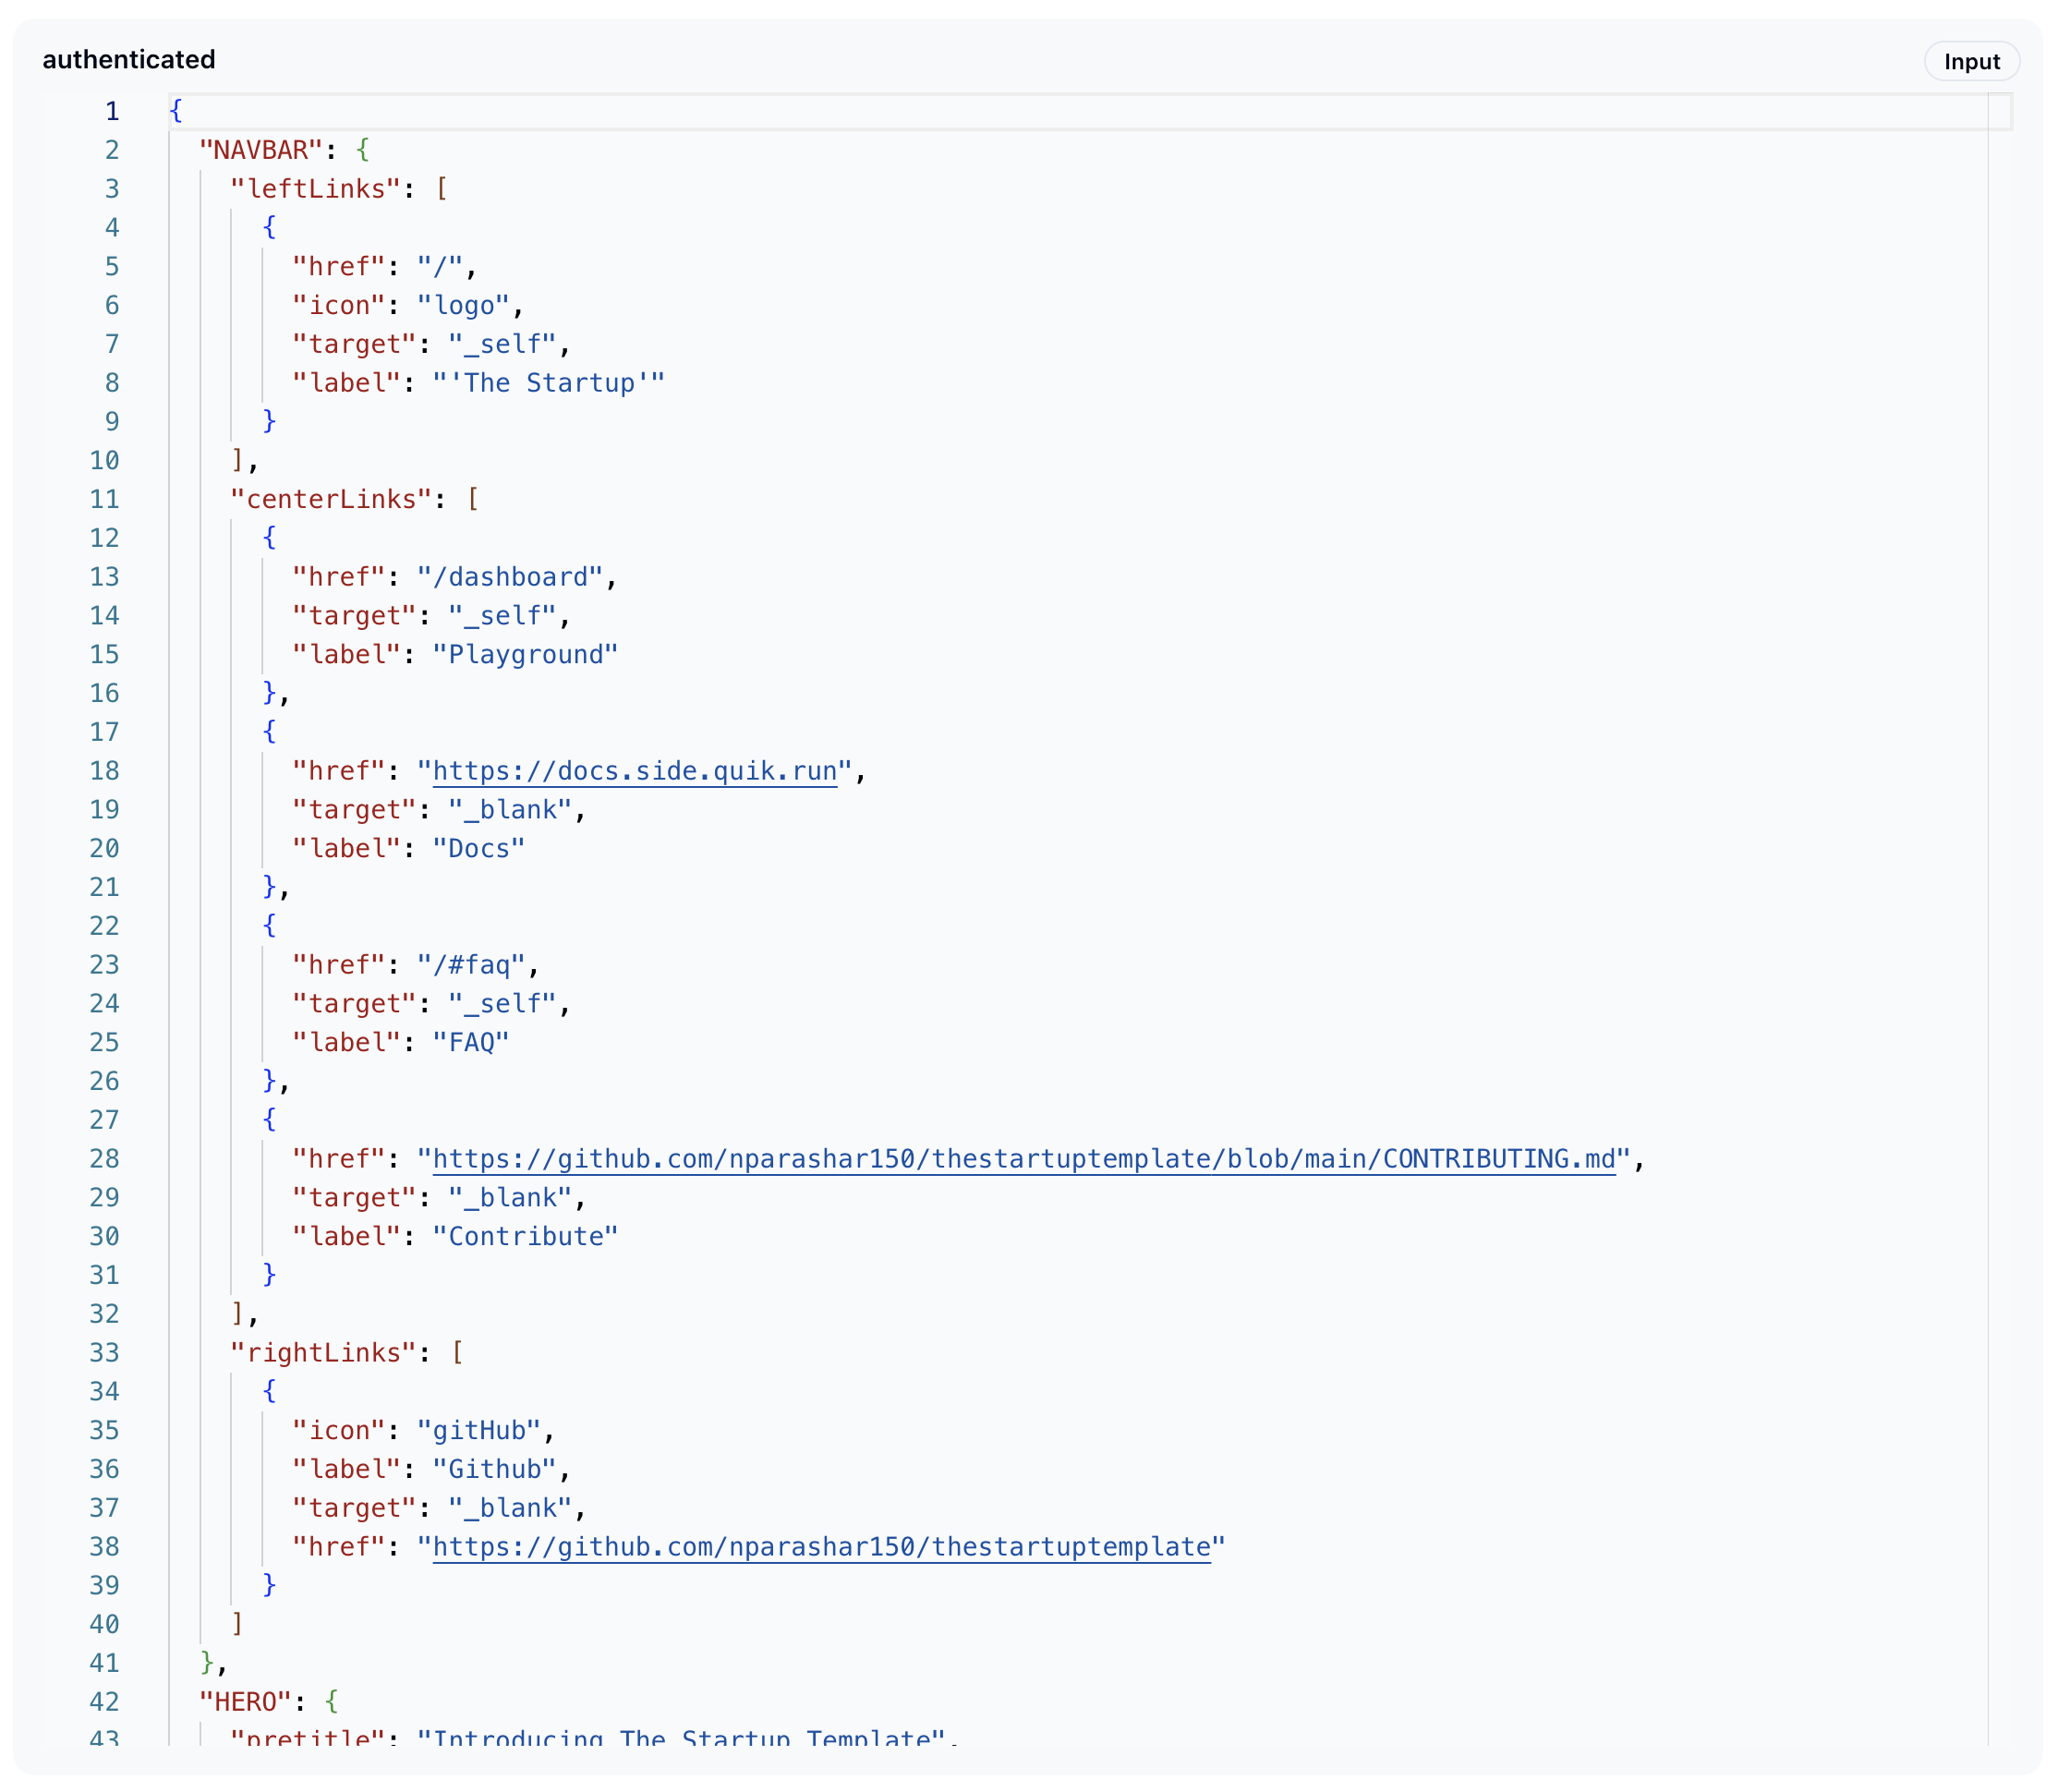 authenticated
Input
1 {
2 "NAVBAR": {
3 "leftLinks": [
4 {
5 "href": "/",
6 "icon": "logo",
7 "target": "_self",
8 "label": "'The Startup'"
9 }
10 ],
11 "centerLinks": [
12 {
13 "href": "/dashboard",
14 "target": "_self",
15 "label": "Playground"
16 },
17 {
18 "href": "https://docs.side.quik.run",
19 "target": "_blank",
20 "label": "Docs"
21 },
22 {
23 "href": "/#faq",
24 "target": "_self",
25 "label": "FAQ"
26 },
27 {
28 "href": "https://github.com/nparashar150/thestartuptemplate/blob/main/CONTRIBUTING.md",
29 "target": "_blank",
30 "label": "Contribute"
31 }
32 ],
33 "rightLinks": [
34 {
35 "icon": "gitHub",
36 "label": "Github",
37 "target": "_blank",
38 "href": "https://github.com/nparashar150/thestartuptemplate"
39 }
40 ]
41 },
42 "HERO": {
43 "pretitle": "Introducing The Startup Template",